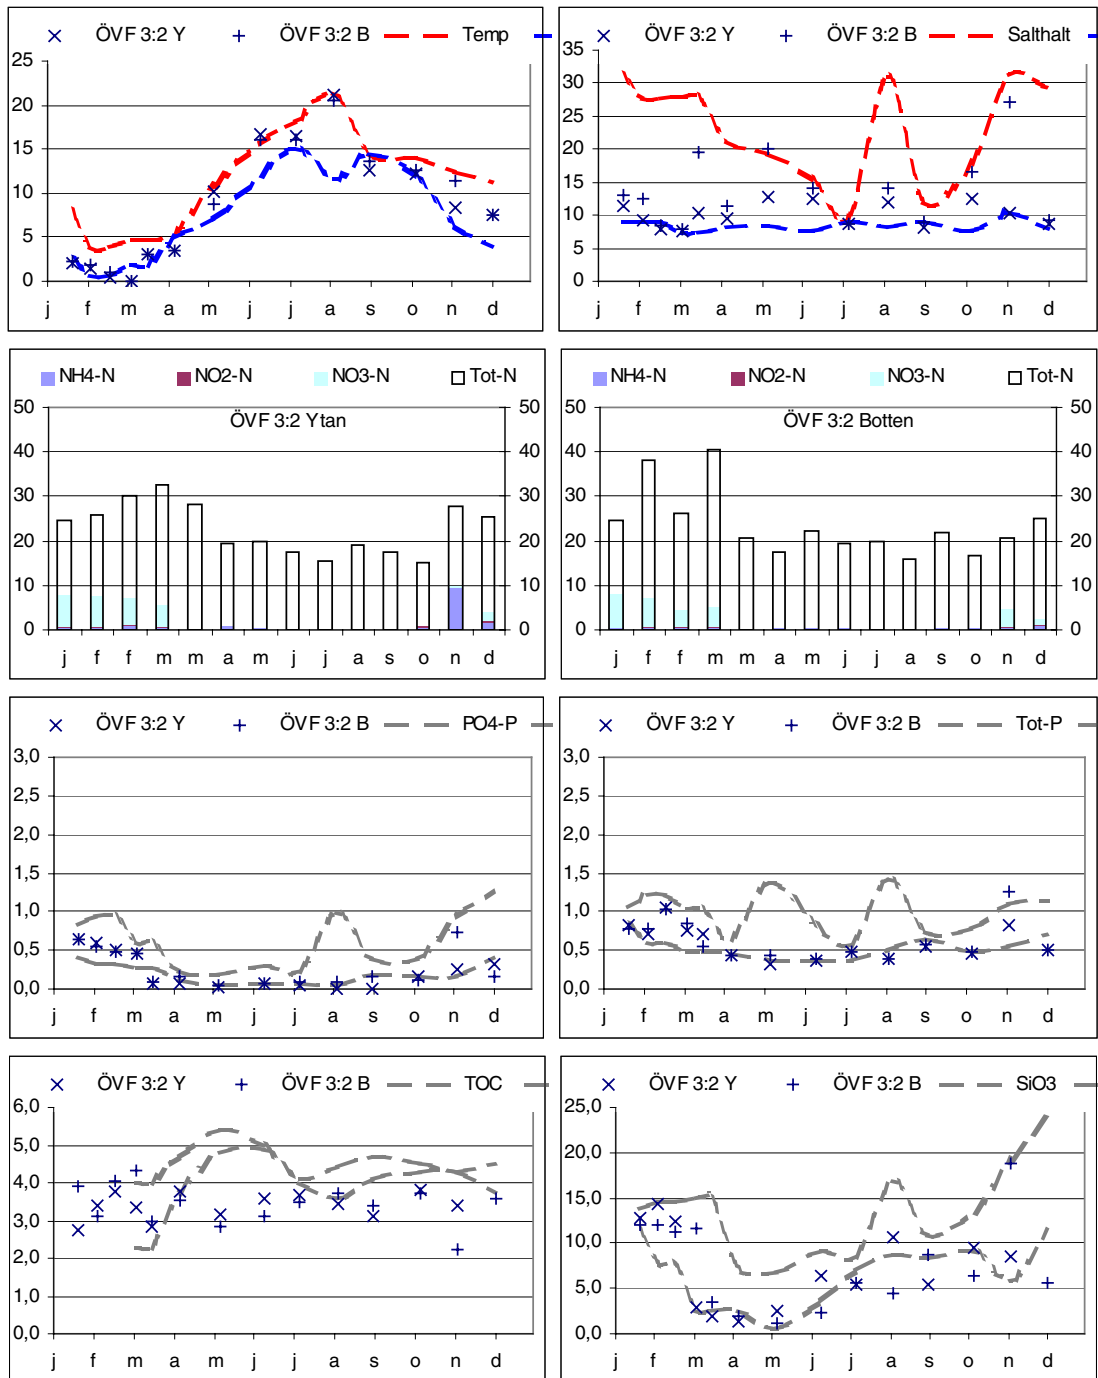 ÖVF 3:2 Y ÖVF 3:2 B Temp
25
20
15
10
5
0
j f m a m j j a s o n d
ÖVF 3:2 Y ÖVF 3:2 B Salthalt
35
30
25
20
15
10
5
0
j f m a m j j a s o n d
NH4-N NO2-N NO3-N Tot-N
ÖVF 3:2 Ytan
50 50
40 40
30 30
20 20
10 10
0 0
j f f m m a m j j a s o n d
NH4-N NO2-N NO3-N Tot-N
ÖVF 3:2 Botten
50 50
40 40
30 30
20 20
10 10
0 0
j f f m m a m j j a s o n d
ÖVF 3:2 Y ÖVF 3:2 B PO4-P
3,0
2,5
2,0
1,5
1,0
0,5
0,0
j f m a m j j a s o n d
ÖVF 3:2 Y ÖVF 3:2 B Tot-P
3,0
2,5
2,0
1,5
1,0
0,5
0,0
j f m a m j j a s o n d
ÖVF 3:2 Y ÖVF 3:2 B TOC
6,0
5,0
4,0
3,0
2,0
1,0
0,0
j f m a m j j a s o n d
ÖVF 3:2 Y ÖVF 3:2 B SiO3
25,0
20,0
15,0
10,0
5,0
0,0
j f m a m j j a s o n d